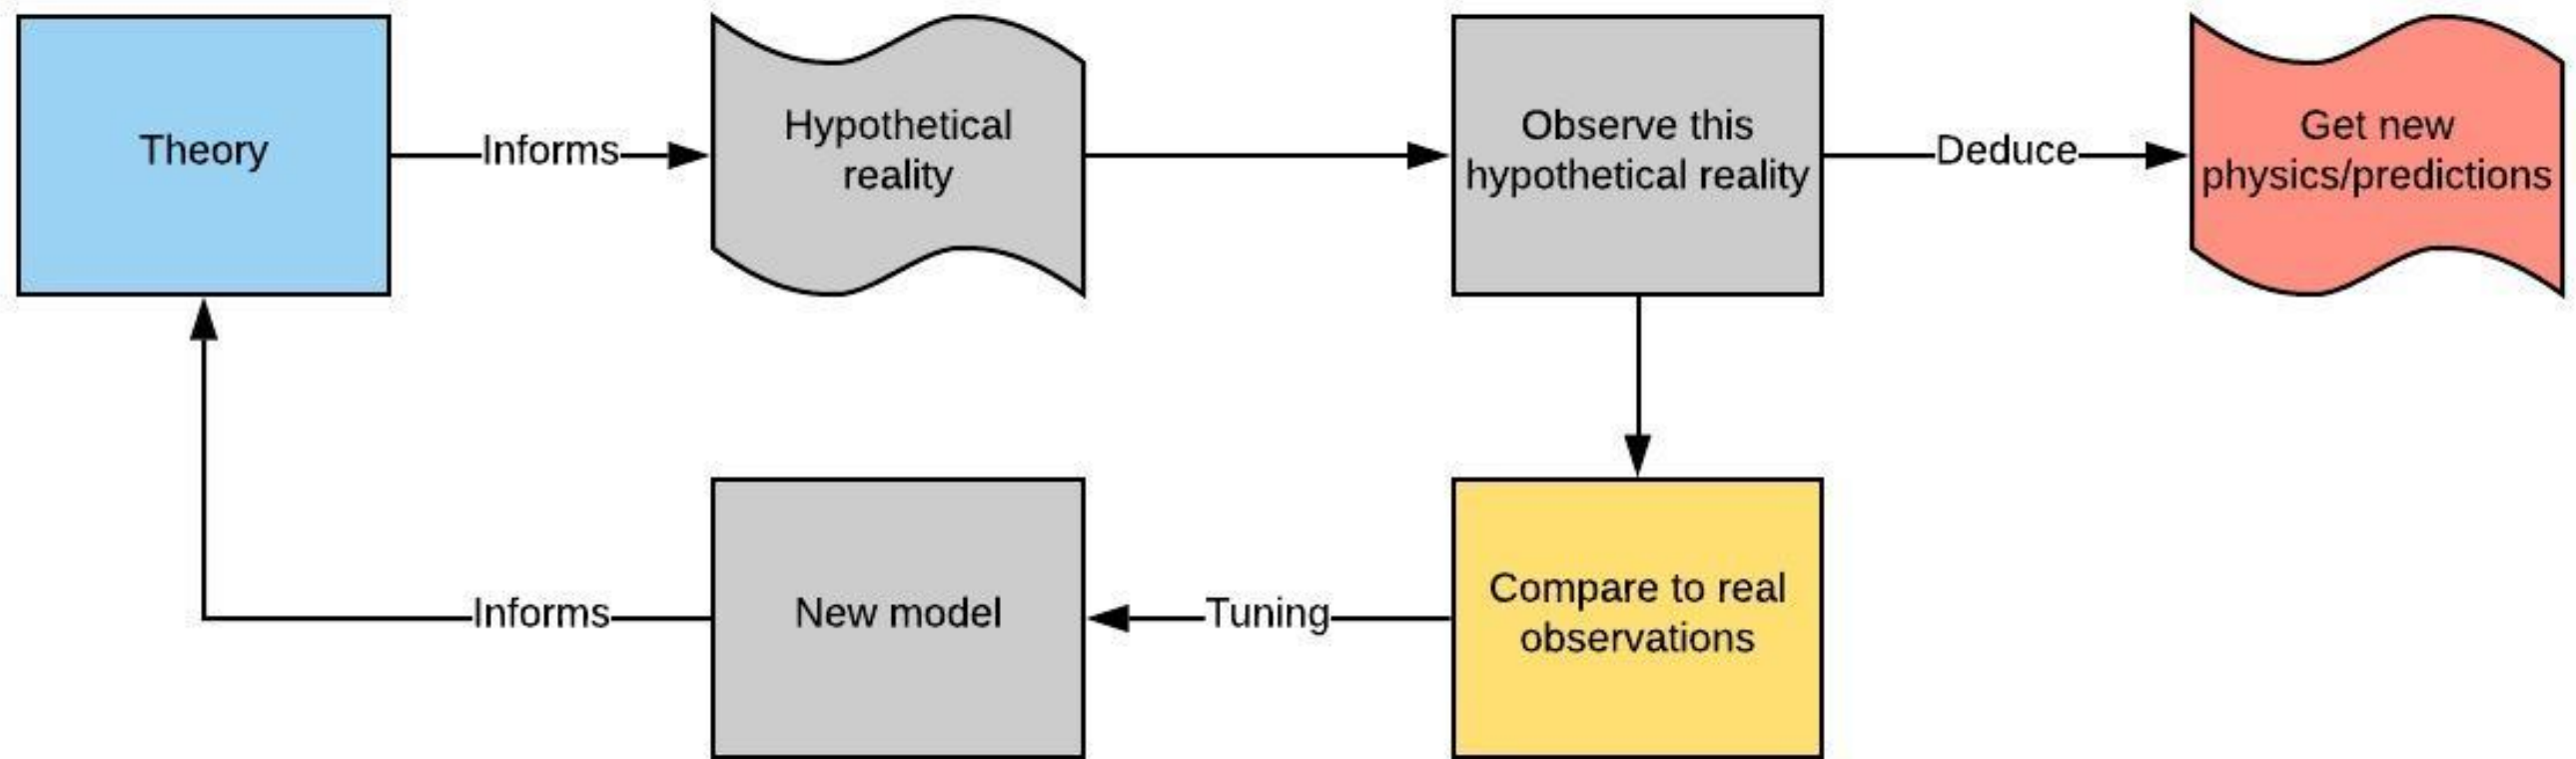 Theory
Informs
Hypothetical
reality
Observe this
hypothetical reality
Deduce
Get new
physics/predictions
Informs
New model
Tuning
Compare to real
observations